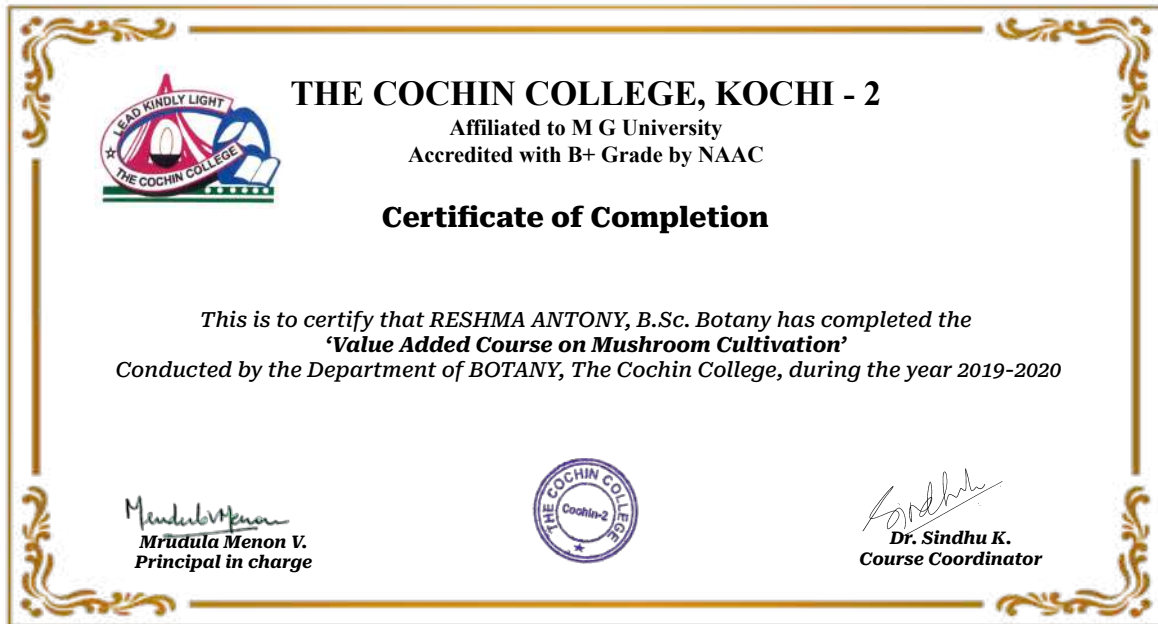 LEAD KINDLY LIGHT
THE COCHIN COLLEGE
THE COCHIN COLLEGE, KOCHI - 2
Affiliated to M G University
Accredited with B+ Grade by NAAC
Certificate of Completion
This is to certify that RESHMA ANTONY, B.Sc. Botany has completed the
‘Value Added Course on Mushroom Cultivation’
Conducted by the Department of BOTANY, The Cochin College, during the year 2019-2020
Mrudula Menon V.
Principal in charge
THE COCHIN COLLEGE
Cochin-2
Sindhu
Dr. Sindhu K.
Course Coordinator